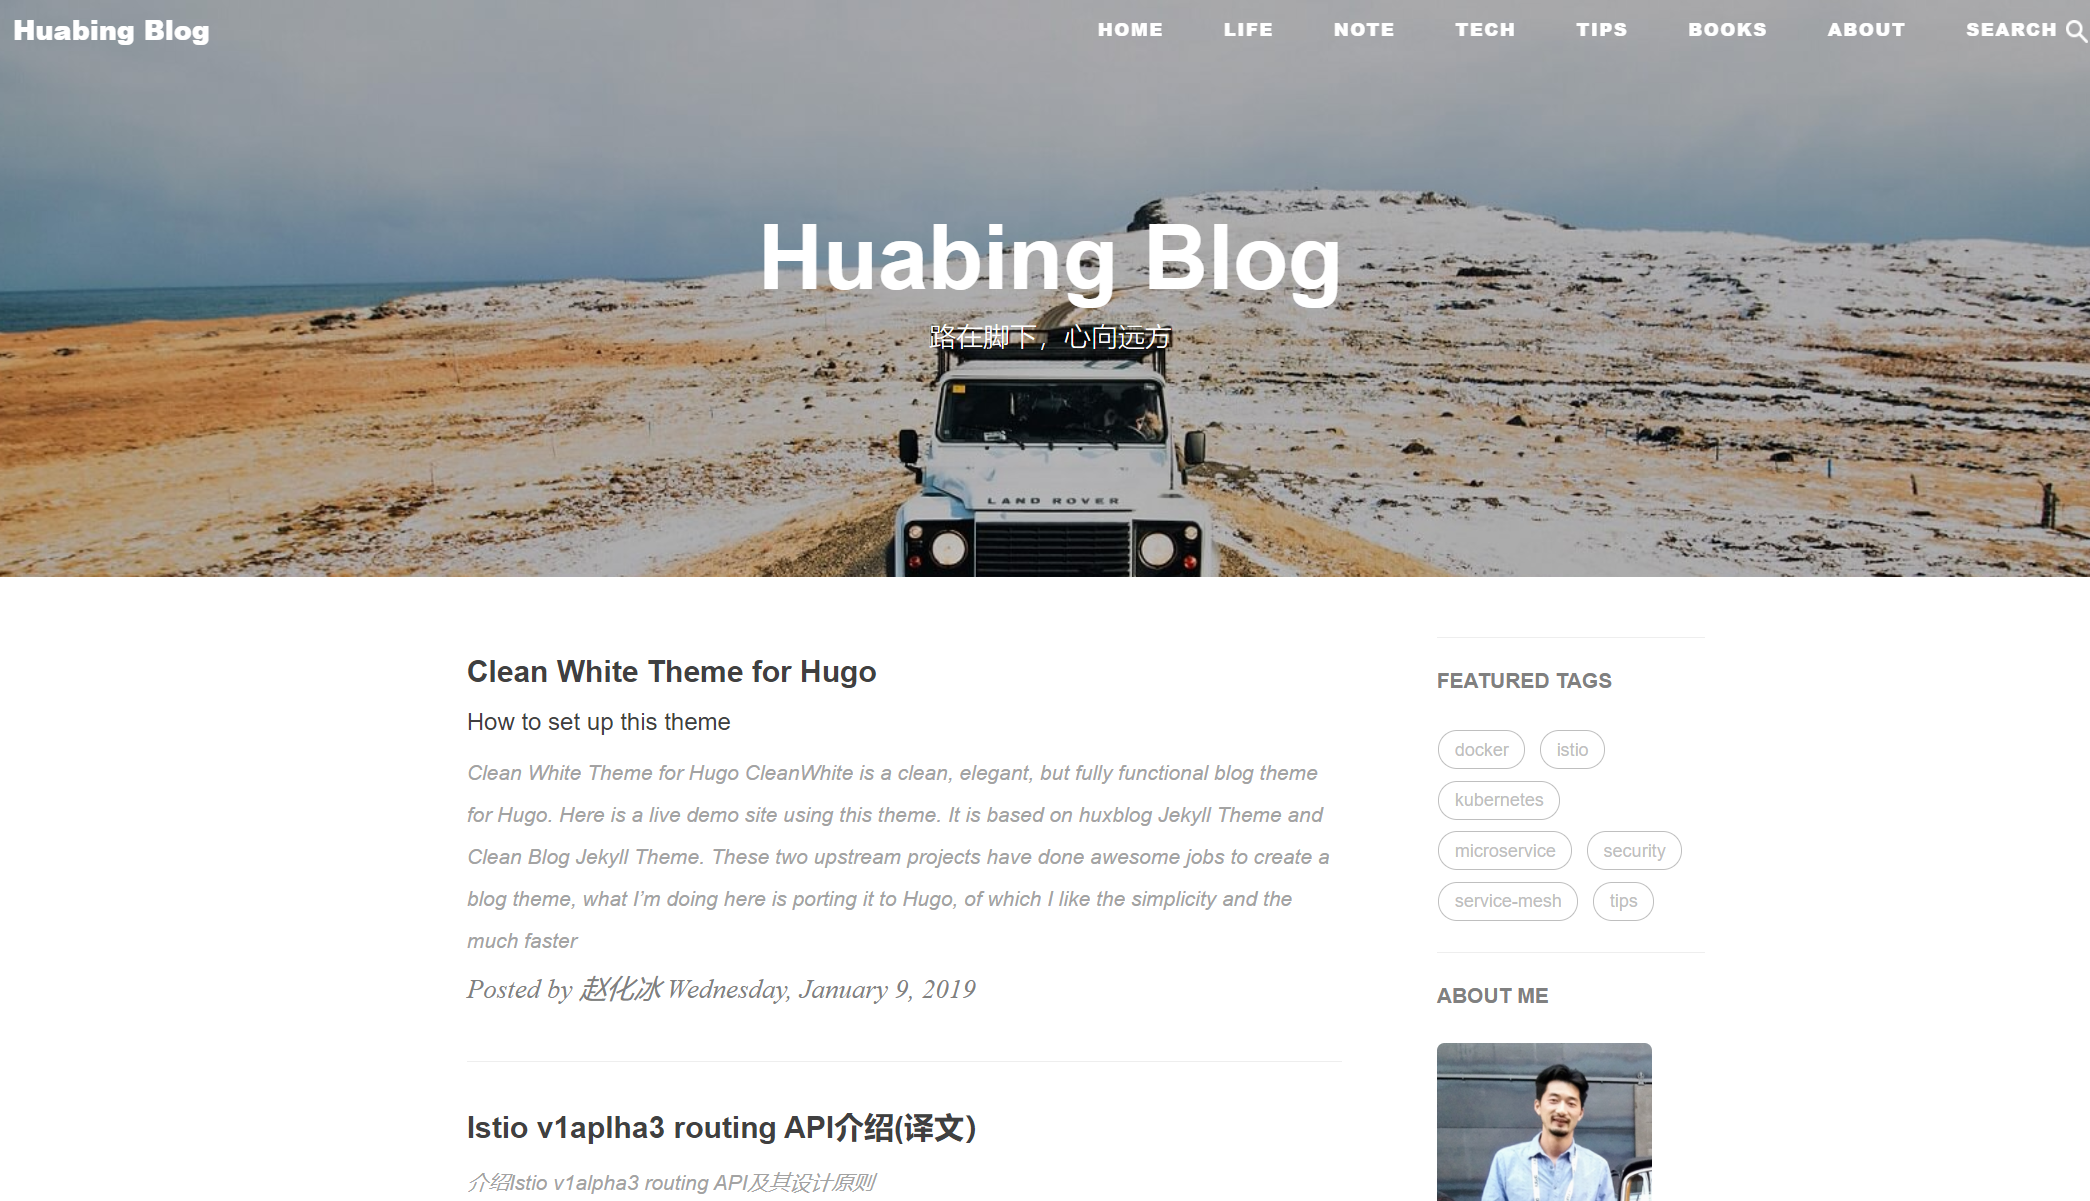 Huabing Blog
HOME LIFE NOTE TECH TIPS BOOKS ABOUT SEARCH
Huabing Blog
路在脚下，心向远方
LAND ROVER
Clean White Theme for Hugo
How to set up this theme
Clean White Theme for Hugo CleanWhite is a clean, elegant, but fully functional blog theme
for Hugo. Here is a live demo site using this theme. It is based on huxblog Jekyll Theme and
Clean Blog Jekyll Theme. These two upstream projects have done awesome jobs to create a
blog theme, what I’m doing here is porting it to Hugo, of which I like the simplicity and the
much faster
Posted by 赵化冰 Wednesday, January 9, 2019
Istio v1aplha3 routing API介绍(译文)
介绍Istio v1alpha3 routing API及其设计原则
FEATURED TAGS
docker istio
kubernetes
microservice security
service-mesh tips
ABOUT ME